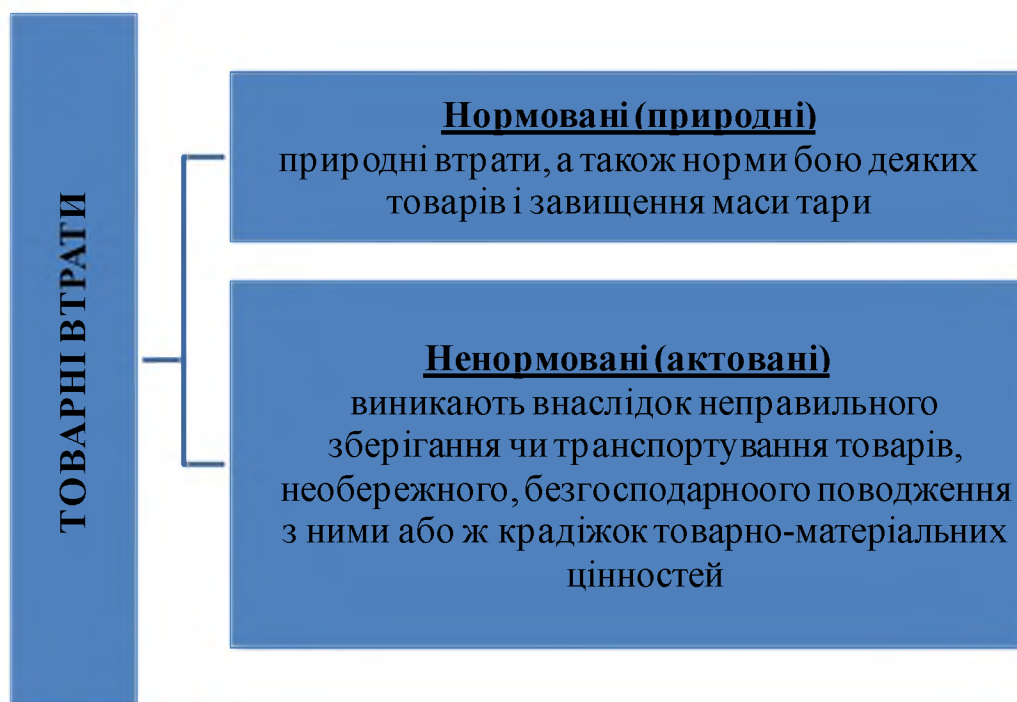 ТОВАРНІ ВТРАТИ
Нормовані (природні)
природні втрати, а також норми бою деяких
товарів і завищення маси тари
Ненормовані (актовані)
виникають внаслідок неправильного
зберігання чи транспортування товарів,
необережного, безгосподарноого поводження
з ними або ж крадіжок товарно-матеріальних
цінностей